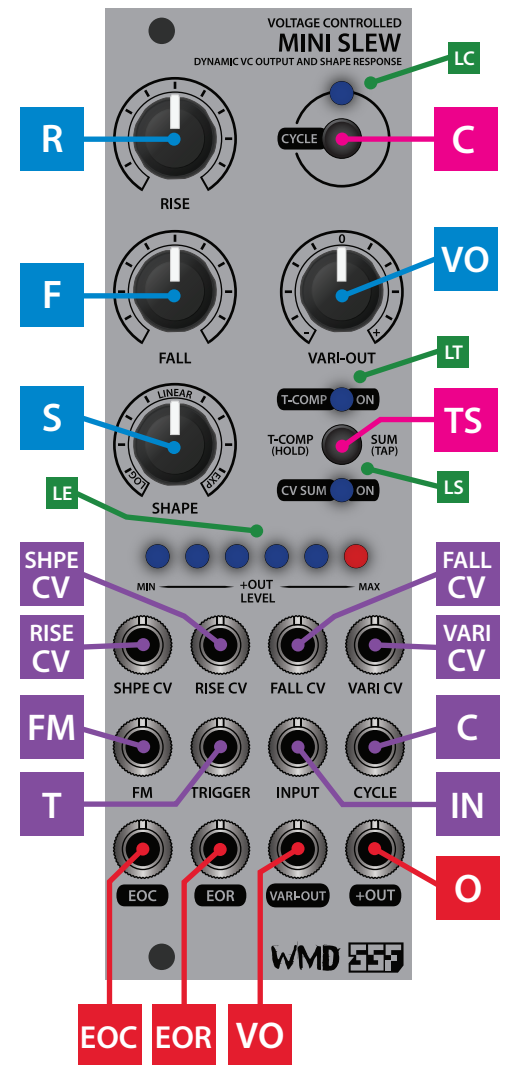 VOLTAGE CONTROLLED
MINI SLEW
DYNAMIC VC OUTPUT AND SHAPE RESPONSE
LC
R
CYCLE
C
RISE
F
0
VO
- +
FALL
VARI-OUT
LT
S
LINEAR
LOG
EXP
T-COMP ON
T-COMP
(HOLD)
SUM
(TAP)
TS
CV SUM ON
LS
SHAPE
LE
MIN
+OUT
LEVEL
MAX
SHPE
CV
FALL
CV
RISE
CV
VARI
CV
SHPE CV
RISE CV
FALL CV
VARI CV
FM
C
FM
TRIGGER
INPUT
CYCLE
T
IN
EOC
EOR
VARI-OUT
+OUT
O
WMD SSF
EOC
EOR
VO